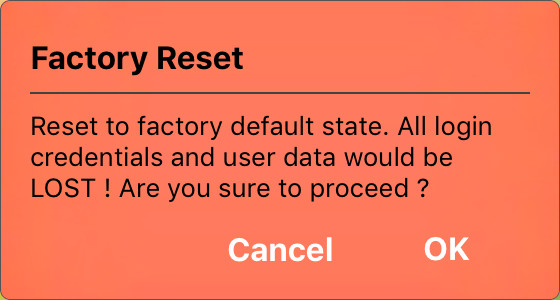 Factory Reset
Reset to factory default state. All login
credentials and user data would be
LOST ! Are you sure to proceed ?
Cancel OK